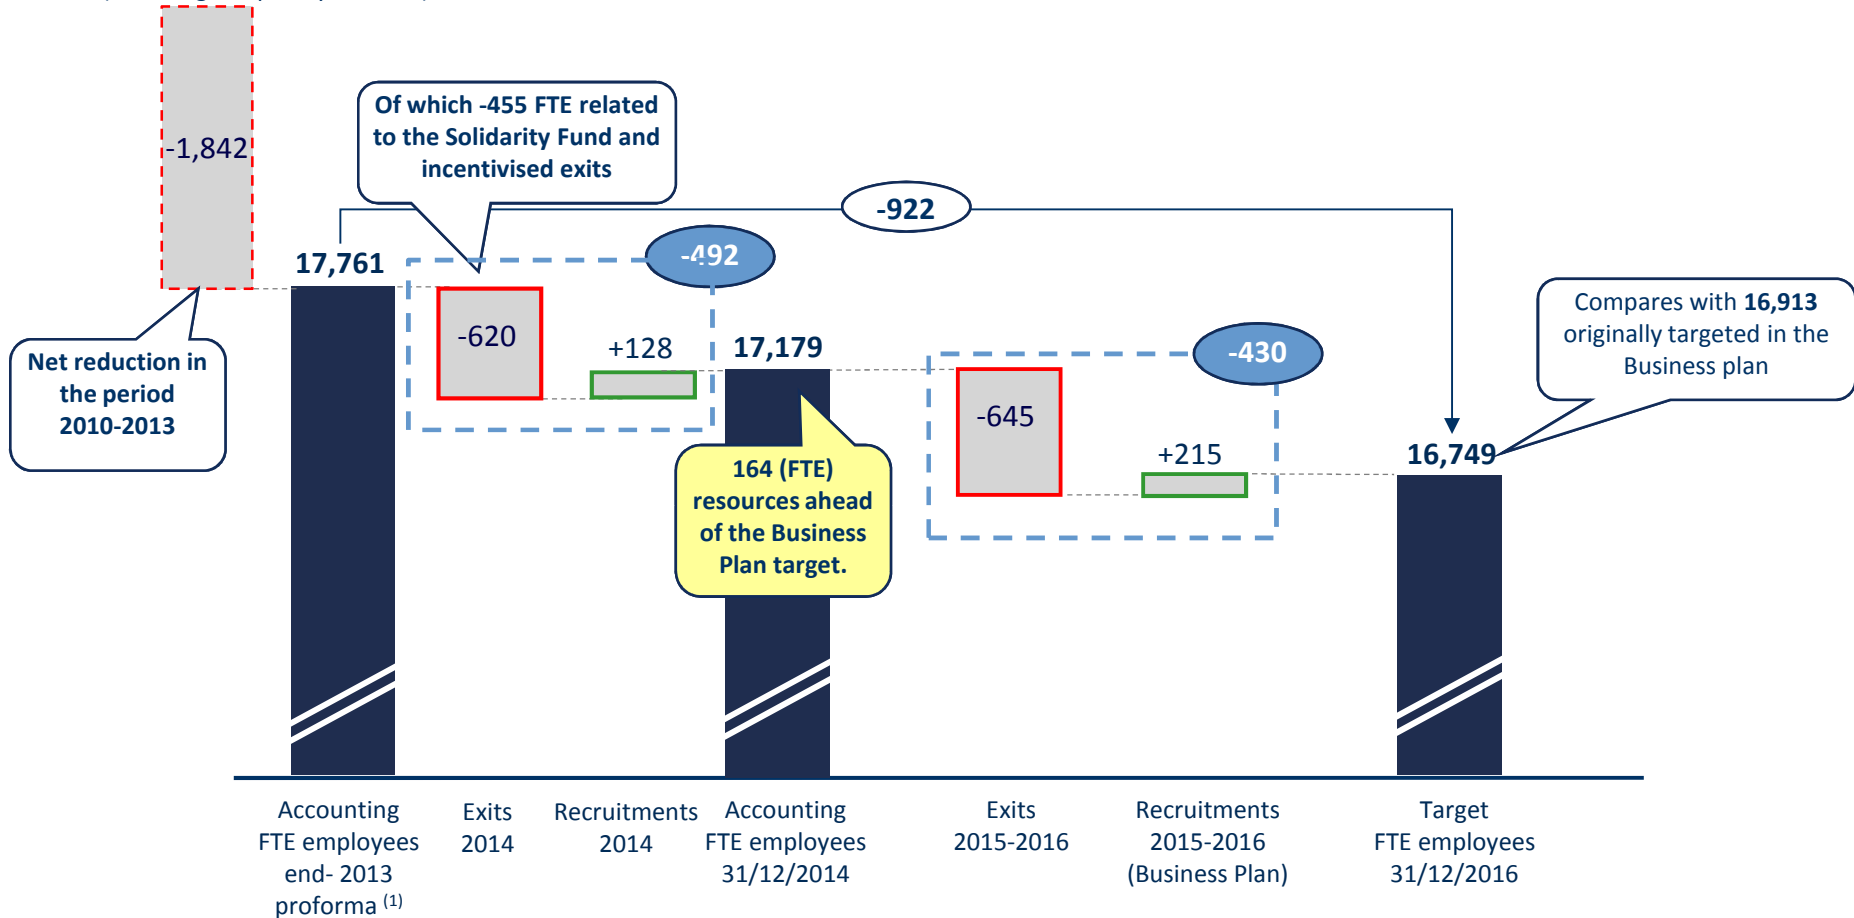 -1,842
Of which -455 FTE related
to the Solidarity Fund and
incentivised exits
-922
17,761
-492
Net reduction in
the period
2010-2013
-620
+128
17,179
-430
Compares with 16,913
originally targeted in the
Business plan
164 (FTE)
resources ahead
of the Business
Plan target.
-645
+215
16,749
Accounting
FTE employees
end- 2013
proforma (1)
Exits
2014
Recruitments
2014
Accounting
FTE employees
31/12/2014
Exits
2015-2016
Recruitments
2015-2016
(Business Plan)
Target
FTE employees
31/12/2016